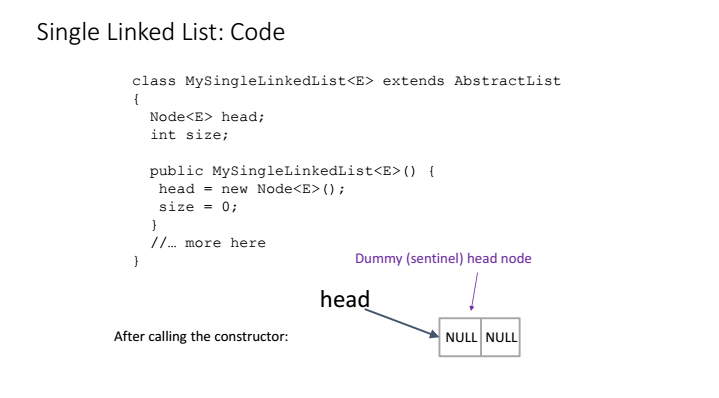 Single Linked List: Code
class MySingleLinkedList<E> extends AbstractList
{
Node<E> head;
int size;
public MySingleLinkedList<E>() {
head = new Node<E>();
size = 0;
}
//… more here
}
Dummy (sentinel) head node
head
After calling the constructor:
NULL NULL